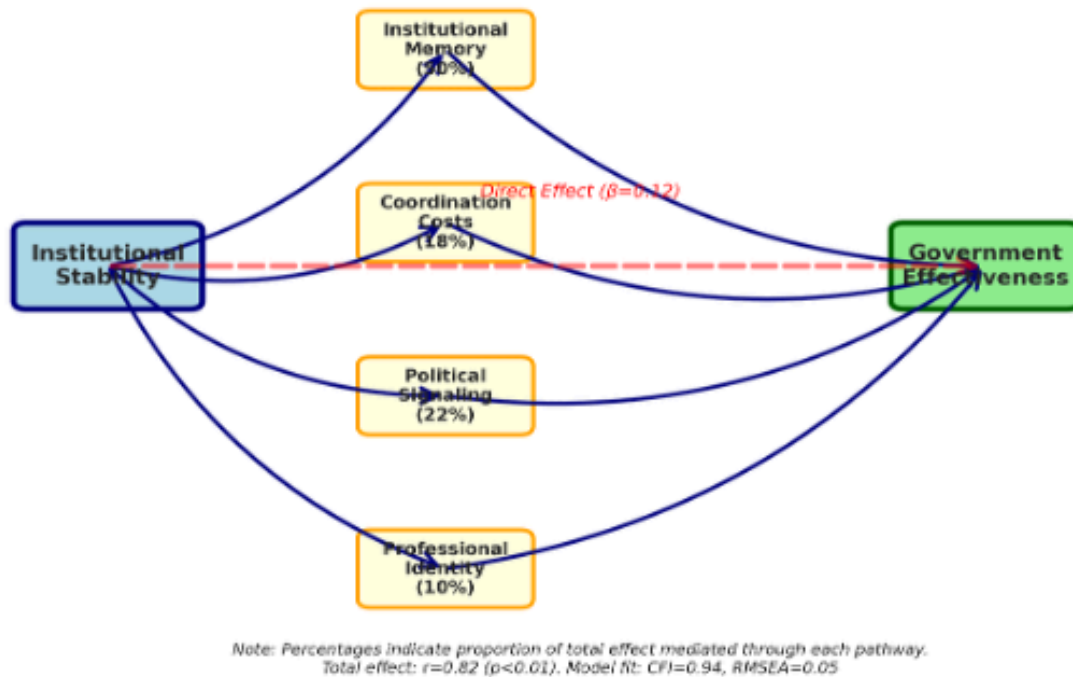 Institutional
Memory
Direct Effect (β=0.12)
Coordination
Costs
(18%)
Institutional
Stability
Government
Effectiveness
Political
Signaling
(22%)
Professional
Identity
(10%)
Note: Percentages indicate proportion of total effect mediated through each pathway.
Total effect: r=0.82 (p<0.01). Model fit: CFI=0.94, RMSEA=0.05